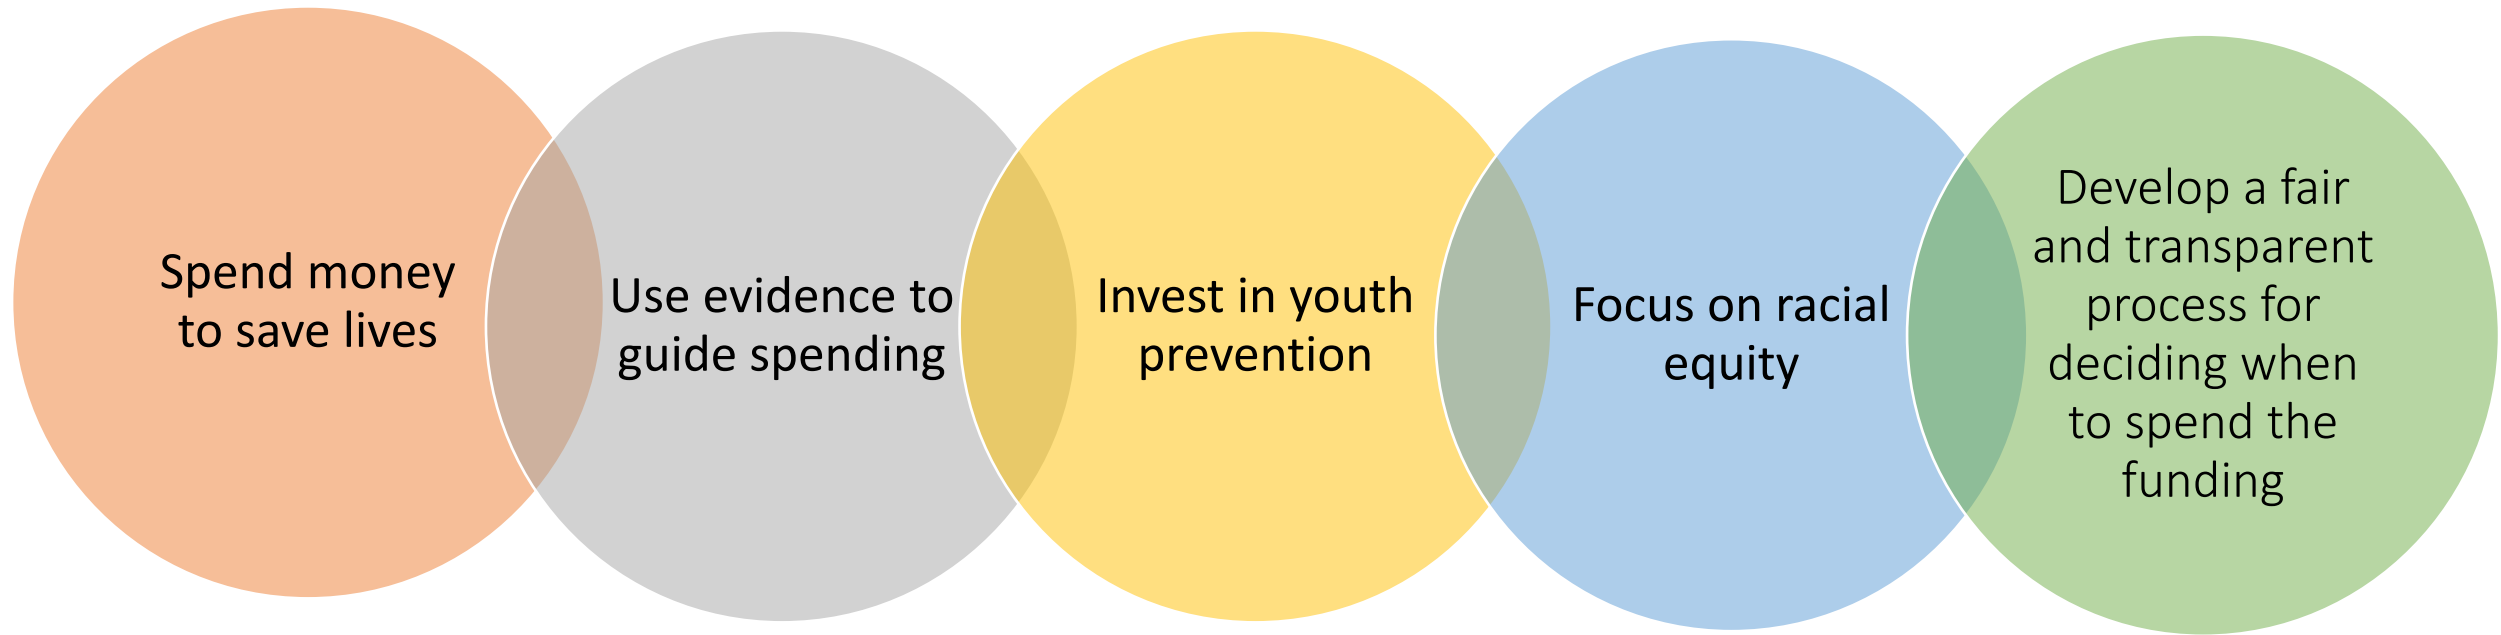 Spend money
to save lives
Use evidence to
guide spending
Invest in youth
prevention
Focus on racial
equity
Develop a fair
and transparent
process for
deciding where
to spend the
funding